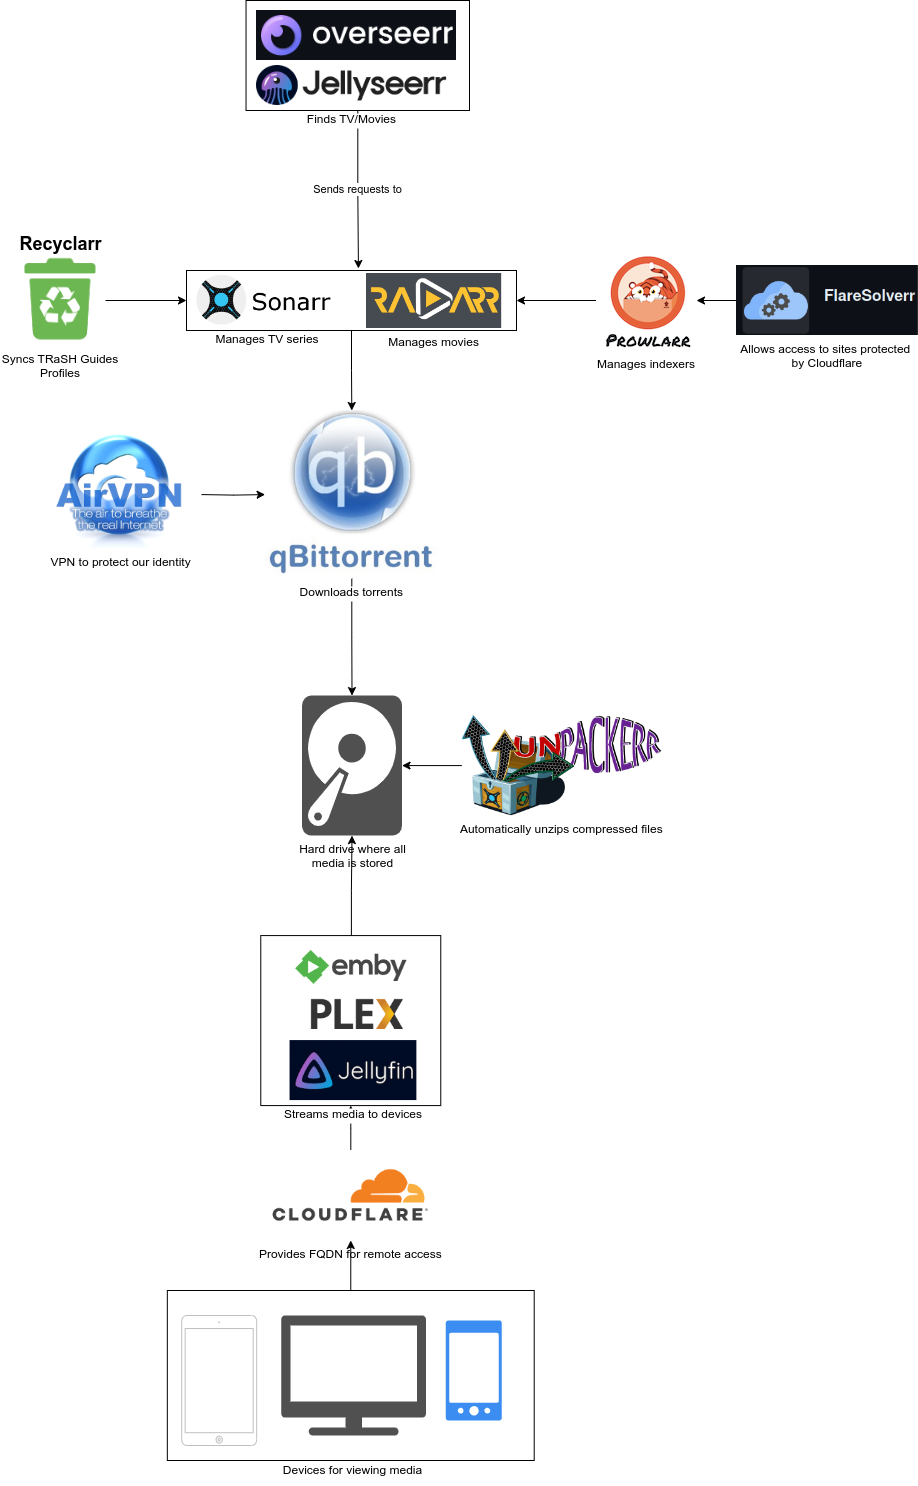 overseerr
Jellyseerr
Finds TV/Movies
Sends requests to
Recyclarr
Syncs TRaSH Guides
Profiles
Sonarr
RADARR
Manages TV series
Manages movies
PROWLARR
Manages indexers
FlareSolverr
Allows access to sites protected
by Cloudflare
AirVPN
The air to breathe
the real Internet
VPN to protect our identity
qb
qBittorrent
Downloads torrents
UNPACKERR
Automatically unzips compressed files
Hard drive where all
media is stored
emby
PLEX
Jellyfin
Streams media to devices
CLOUDFLARE
Provides FQDN for remote access
Devices for viewing media